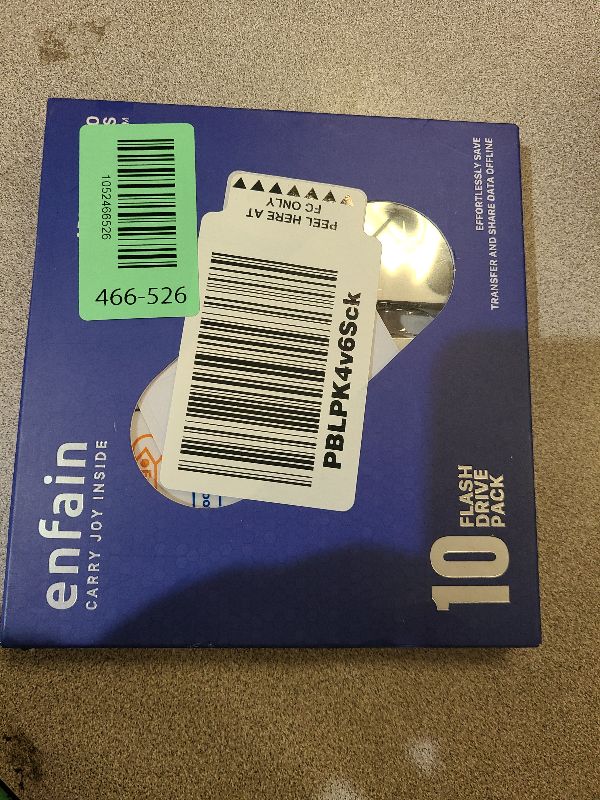 enfain
CARRY JOY INSIDE
1052466526
466-526
PEEL HERE AT
FC ONLY
PBLPK4v6Sck
EFFORTLESSLY SAVE
TRANSFER AND SHARE DATA OFFLINE
10
FLASH
DRIVE
PACK